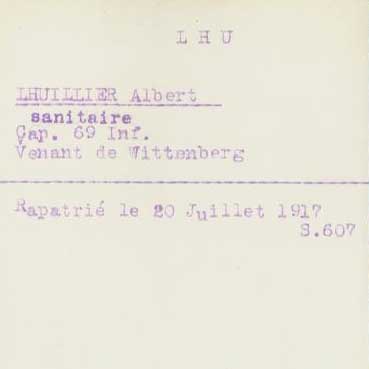 L H U
LHUILLIER Albert
sanitaire
Cap. 69 Inf.
Venant de Wittenberg
Rapatrié le 20 Juillet 1917
S.607